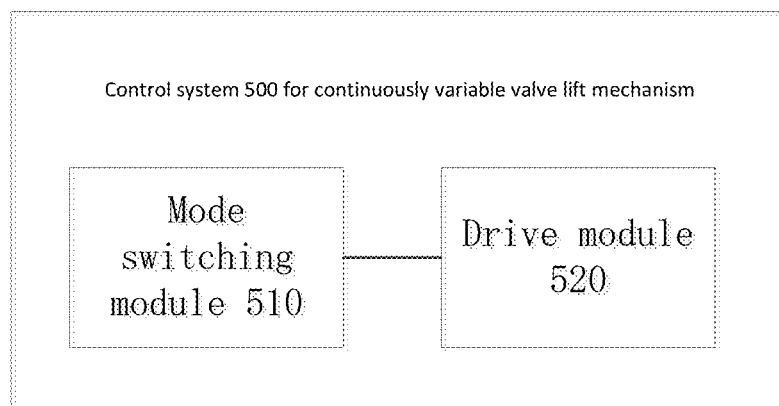 Control system 500 for continuously variable valve lift mechanism
Mode
switching
module 510
Drive module
520